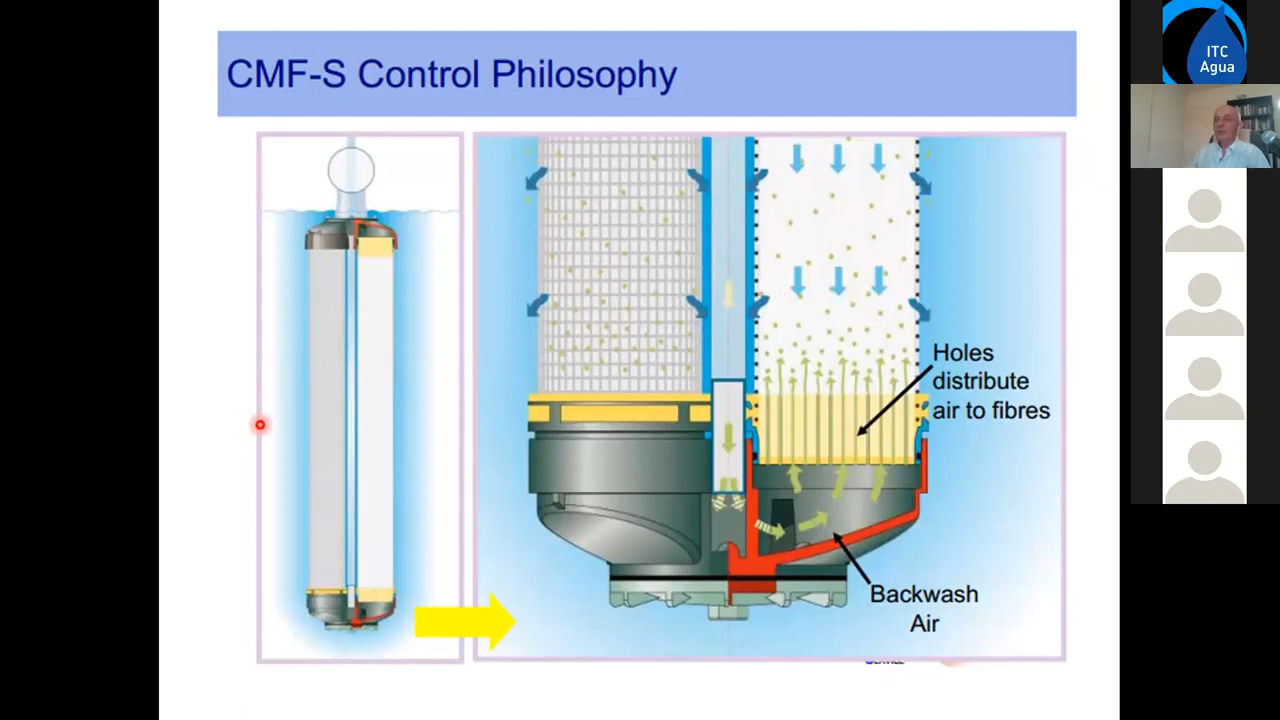 CMF-S Control Philosophy
Holes
distribute
air to fibres
Backwash
Air
ITC
Agua